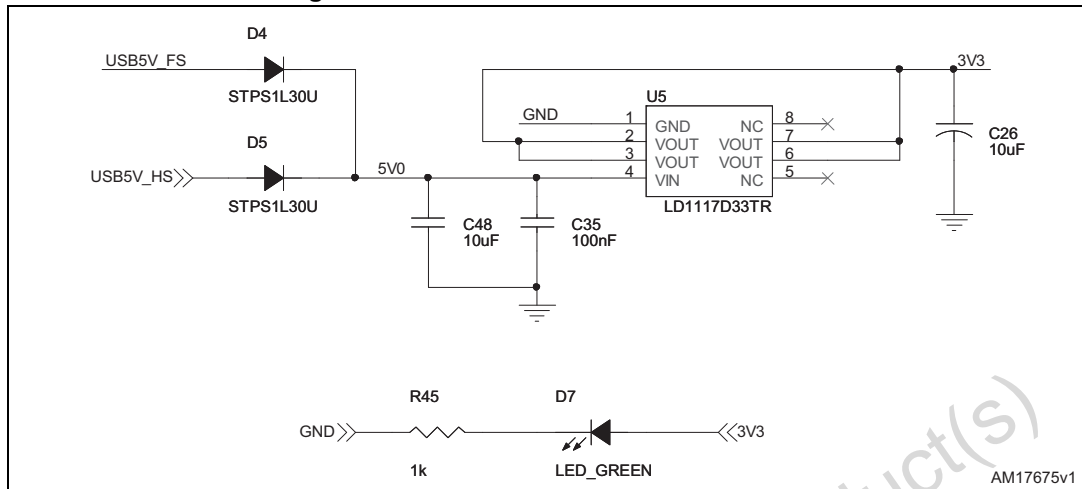 D4
USB5V_FS
STPS1L30U
D5
USB5V_HS
STPS1L30U
5V0
C48
10uF
C35
100nF
U5
GND
1 GND NC 8
2 VOUT VOUT 7
3 VOUT VOUT 6
4 VIN NC 5
LD1117D33TR
3V3
C26
10uF
R45
D7
GND
3V3
1k
LED_GREEN
AM17675v1
uct(s)